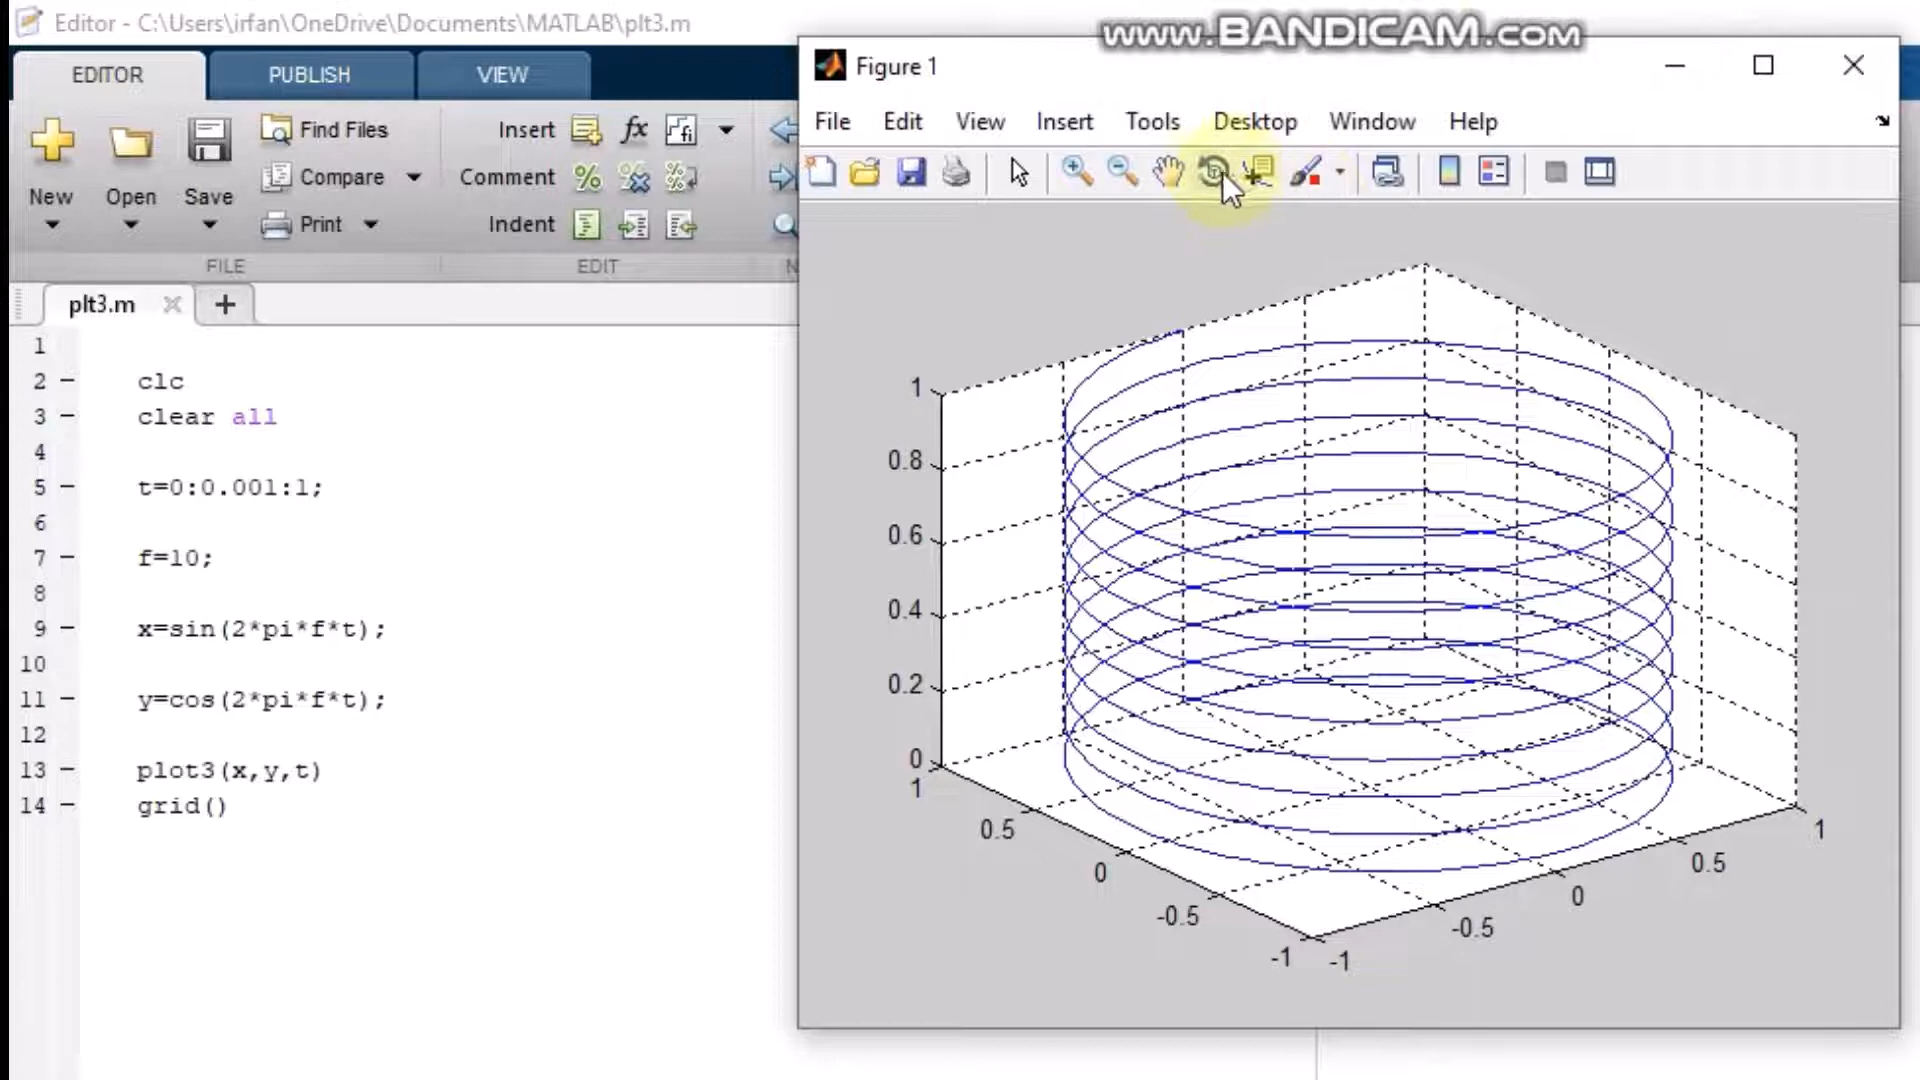 Editor - C:\Users\irfan\OneDrive\Documents\MATLAB\plt3.m
www.BANDICAM.com
EDITOR PUBLISH VIEW
Figure 1
File Edit View Insert Tools Desktop Window Help
New Open Save
Find Files
Compare
Print
Insert fx
Comment
Indent
FILE EDIT N
plt3.m
1
2 clc
3 clear all
4
5 t=0:0.001:1;
6
7 f=10;
8
9 x=sin(2*pi*f*t);
10
11 y=cos(2*pi*f*t);
12
13 plot3(x,y,t)
14 grid()
1
0.8
0.6
0.4
0.2
0
1
0.5
0
-0.5
-1
-1
-0.5
0
0.5
1